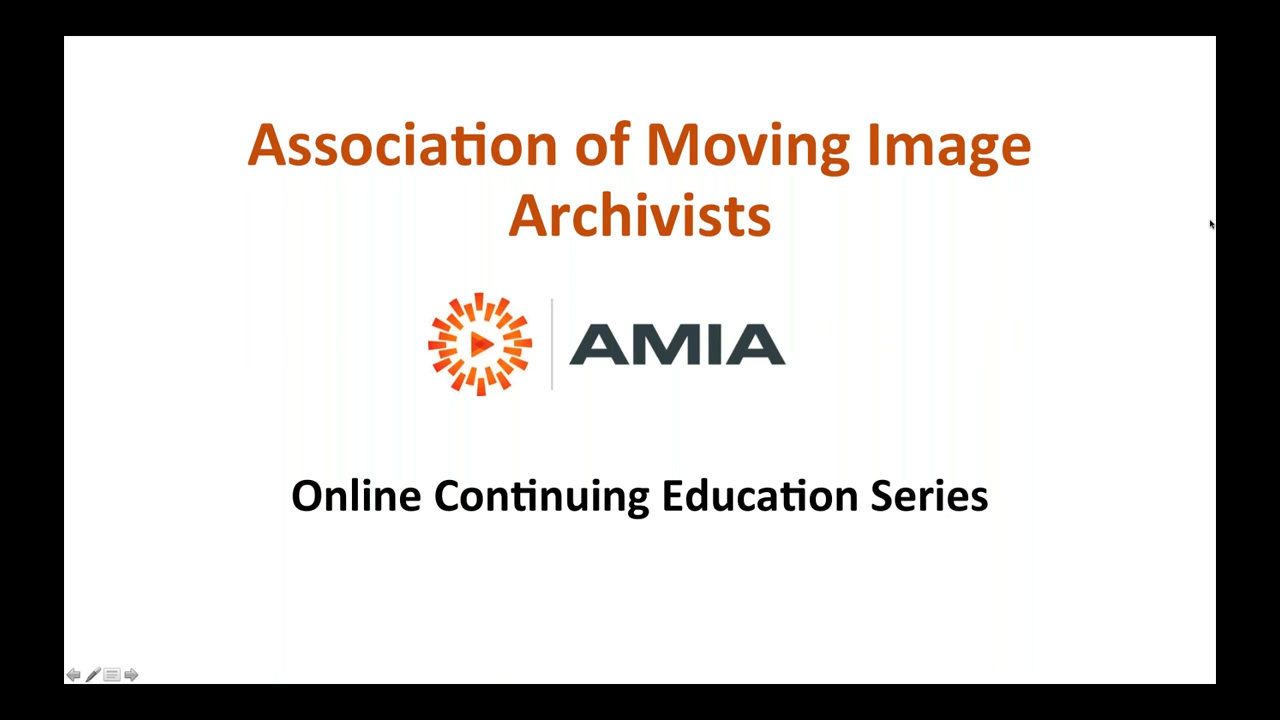 Association of Moving Image
Archivists
AMIA
Online Continuing Education Series